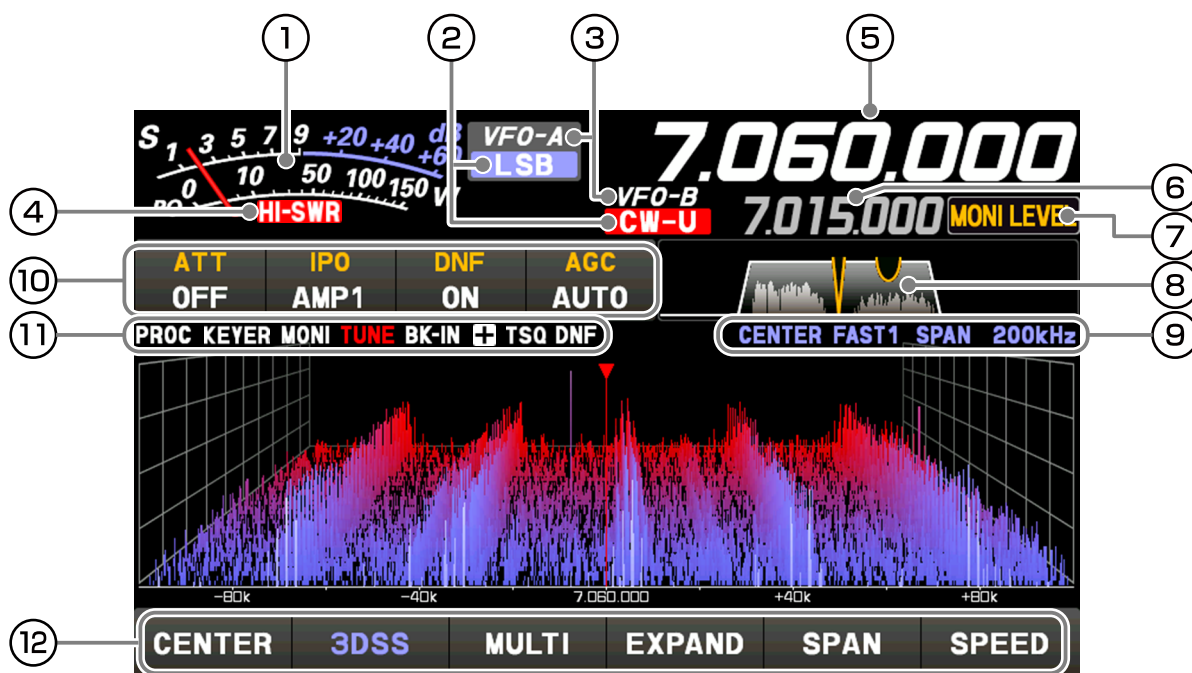 1 2 3 5
S 1 3 5 7 9 +20 +40 +60 dB
0 10 50 100 150 W
PO
HI-SWR
4
VFO-A
LSB
7.060.000
VFO-B
CW-U
7.015.000
6
MONI LEVEL
7
10
ATT IPO DNF AGC
OFF AMP1 ON AUTO
8
11
PROC KEYER MONI TUNE BK-IN + TSQ DNF
CENTER FAST1 SPAN 200kHz
9
-80k -40k 7.060.000 +40k +80k
12
CENTER 3DSS MULTI EXPAND SPAN SPEED